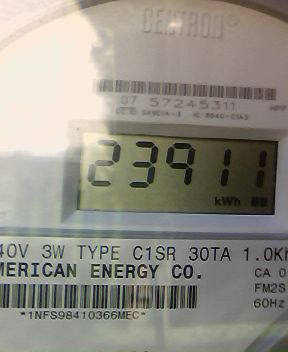 CENTRON®
07 57245311
23911
kWh
40V 3W TYPE C1SR 30TA 1.0Kh
MERICAN ENERGY CO.
CA 0
FM2S
60Hz
*1NFS98410366MEC*